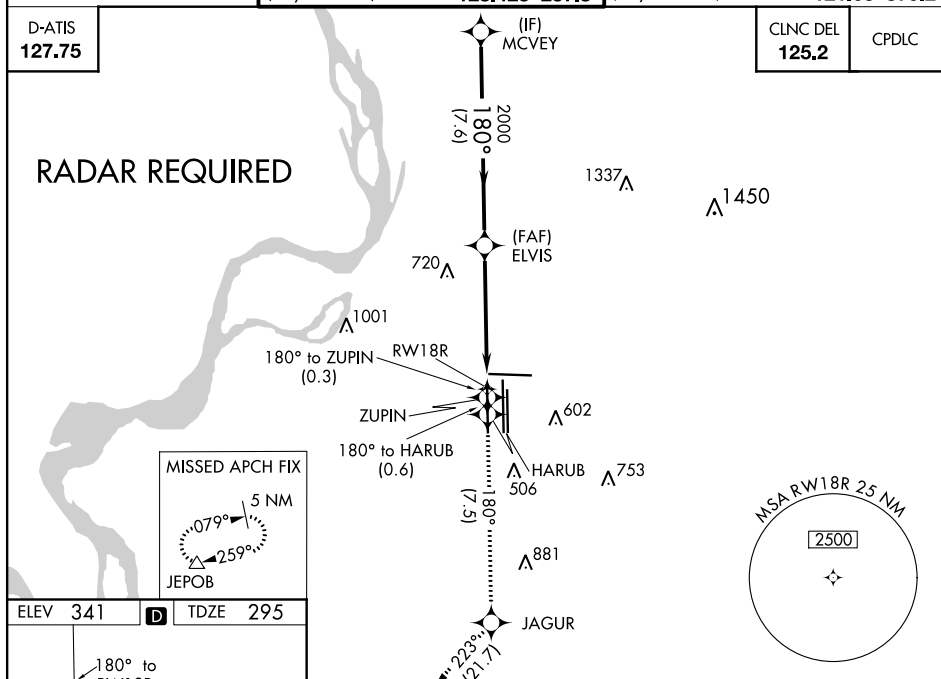 D-ATIS
127.75
(IF)
MCVEY
CLNC DEL
125.2
CPDLC
2000
180°
(7.6)
RADAR REQUIRED
1337
1450
(FAF)
ELVIS
720
1001
180° to ZUPIN
(0.3)
RW18R
ZUPIN
602
180° to HARUB
(0.6)
HARUB
506
753
MISSED APCH FIX
5 NM
079°
259°
JEPOB
180°
(7.5)
MSA RW18R 25 NM
2500
881
ELEV 341
D
TDZE 295
JAGUR
180° to
223°
(21.7)